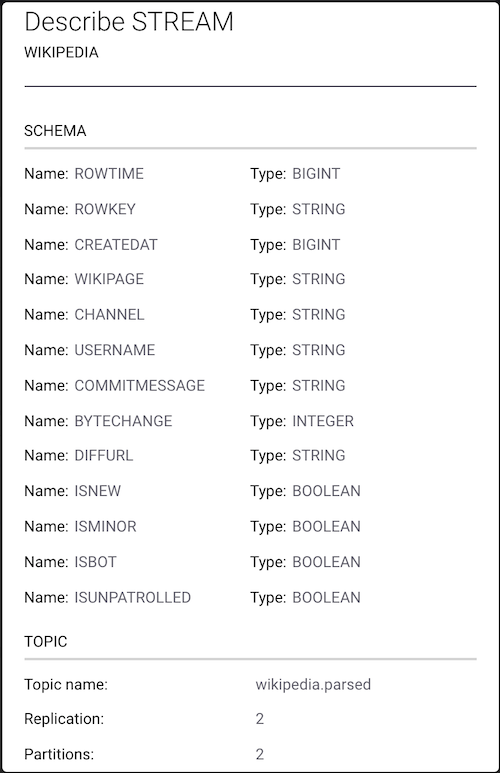 Describe STREAM
WIKIPEDIA
SCHEMA
Name: ROWTIME Type: BIGINT
Name: ROWKEY Type: STRING
Name: CREATEDAT Type: BIGINT
Name: WIKIPAGE Type: STRING
Name: CHANNEL Type: STRING
Name: USERNAME Type: STRING
Name: COMMITMESSAGE Type: STRING
Name: BYTECHANGE Type: INTEGER
Name: DIFFURL Type: STRING
Name: ISNEW Type: BOOLEAN
Name: ISMINOR Type: BOOLEAN
Name: ISBOT Type: BOOLEAN
Name: ISUNPATROLLED Type: BOOLEAN
TOPIC
Topic name: wikipedia.parsed
Replication: 2
Partitions: 2